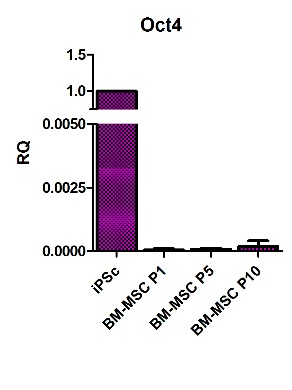 Oct4
1.5
1.0
0.0050
0.0025
0.0000
RQ
iPSc
BM-MSC P1
BM-MSC P5
BM-MSC P10